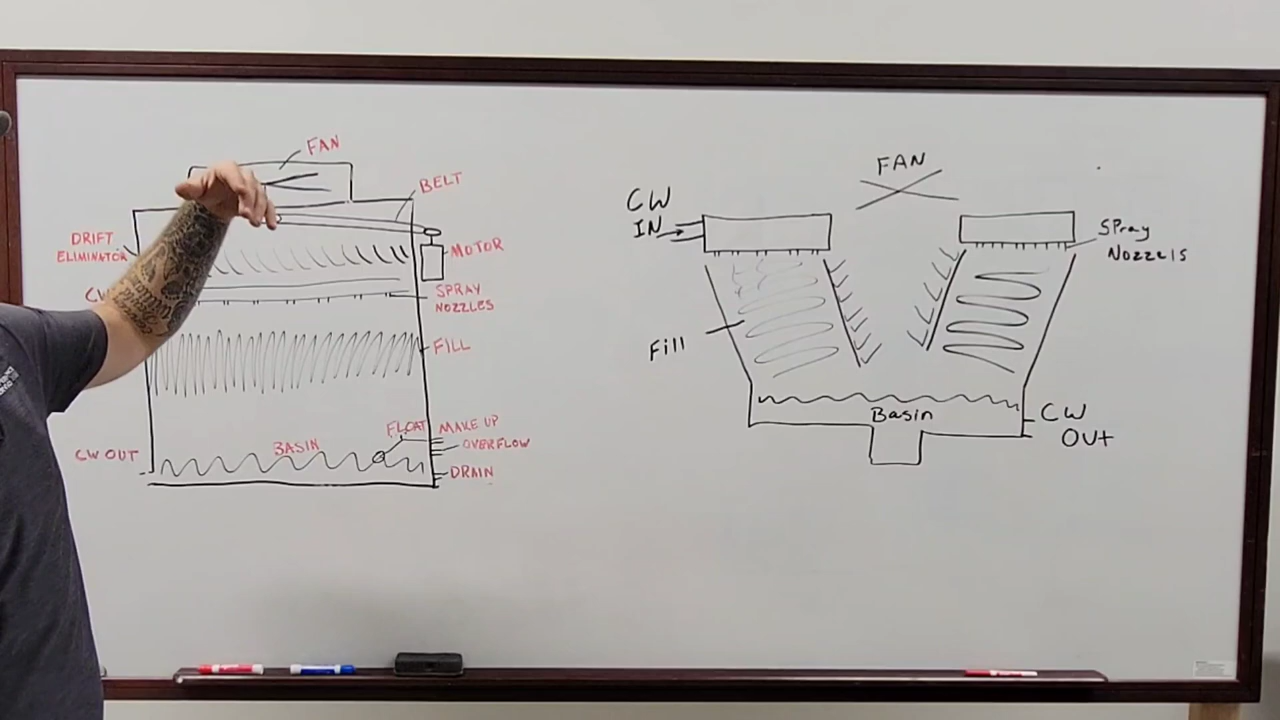 FAN
BELT
DRIFT
ELIMINATOR
MOTOR
SPRAY
NOZZLES
FILL
FLOAT
MAKE UP
OVERFLOW
BASIN
CW OUT
DRAIN
FAN
CW
IN
SPray
NozzelS
Fill
Basin
CW
OUt